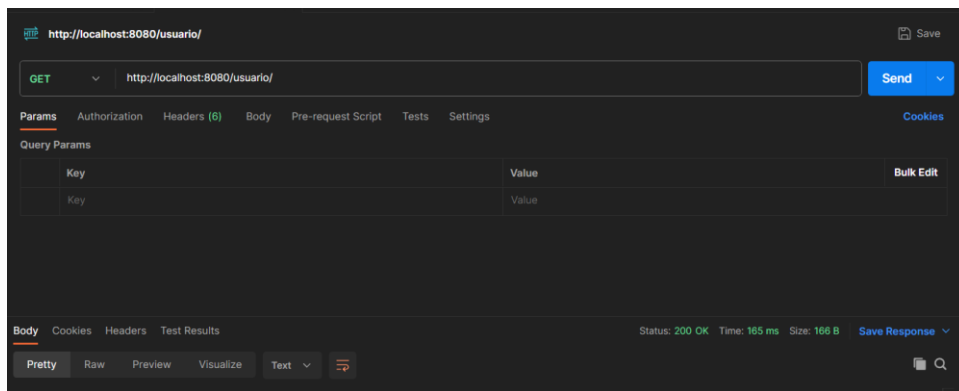 HTTP http://localhost:8080/usuario/ Save
GET http://localhost:8080/usuario/ Send
Params Authorization Headers (6) Body Pre-request Script Tests Settings Cookies
Query Params
Key Value Bulk Edit
Key Value
Body Cookies Headers Test Results Status: 200 OK Time: 165 ms Size: 166 B Save Response
Pretty Raw Preview Visualize Text